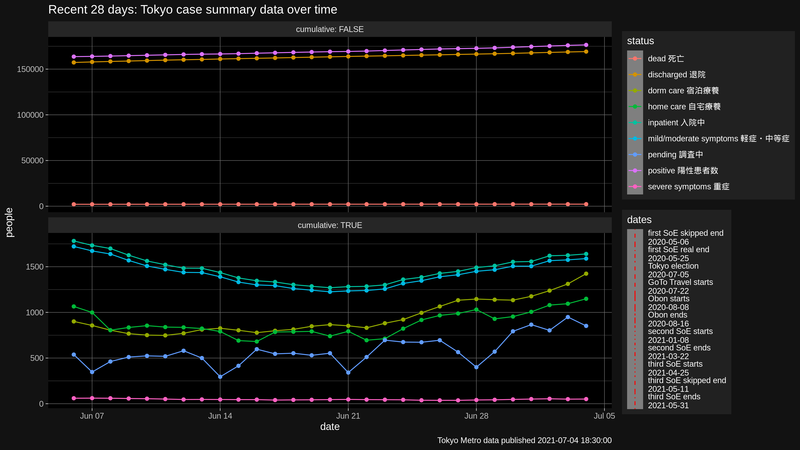 Recent 28 days: Tokyo case summary data over time
cumulative: FALSE
150000
100000
50000
0
cumulative: TRUE
1500
1000
500
0
people
Jun 07
Jun 14
Jun 21
Jun 28
Jul 05
date
Tokyo Metro data published 2021-07-04 18:30:00
status
dead 死亡
discharged 退院
dorm care 宿泊療養
home care 自宅療養
inpatient 入院中
mild/moderate symptoms 軽症・中等症
pending 調査中
positive 陽性患者数
severe symptoms 重症
dates
first SoE skipped end
2020-05-06
first SoE real end
2020-05-25
Tokyo election
2020-07-05
GoTo Travel starts
2020-07-22
Obon starts
2020-08-08
Obon ends
2020-08-16
second SoE starts
2021-01-08
second SoE ends
2021-03-22
third SoE starts
2021-04-25
third SoE skipped end
2021-05-11
third SoE ends
2021-05-31